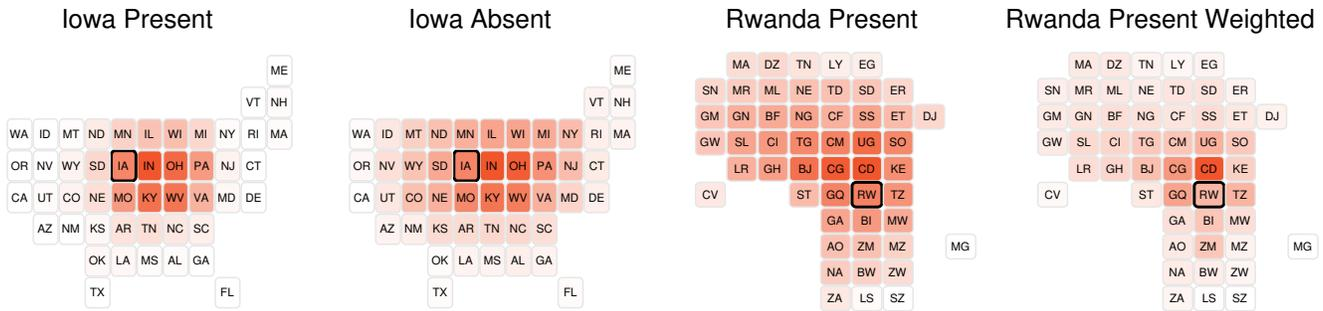 Iowa Present
ME
VT NH
WA ID MT ND MN IL WI MI NY RI MA
OR NV WY SD IA IN OH PA NJ CT
CA UT CO NE MO KY WV VA MD DE
AZ NM KS AR TN NC SC
OK LA MS AL GA
TX FL
Iowa Absent
ME
VT NH
WA ID MT ND MN IL WI MI NY RI MA
OR NV WY SD IA IN OH PA NJ CT
CA UT CO NE MO KY WV VA MD DE
AZ NM KS AR TN NC SC
OK LA MS AL GA
TX FL
Rwanda Present
MA DZ TN LY EG
SN MR ML NE TD SD ER
GM GN BF NG CF SS ET DJ
GW SL CI TG CM UG SO
LR GH BJ CG CD KE
CV ST GQ RW TZ
GA BI MW
AO ZM MZ MG
NA BW ZW
ZA LS SZ
Rwanda Present Weighted
MA DZ TN LY EG
SN MR ML NE TD SD ER
GM GN BF NG CF SS ET DJ
GW SL CI TG CM UG SO
LR GH BJ CG CD KE
CV ST GQ RW TZ
GA BI MW
AO ZM MZ MG
NA BW ZW
ZA LS SZ